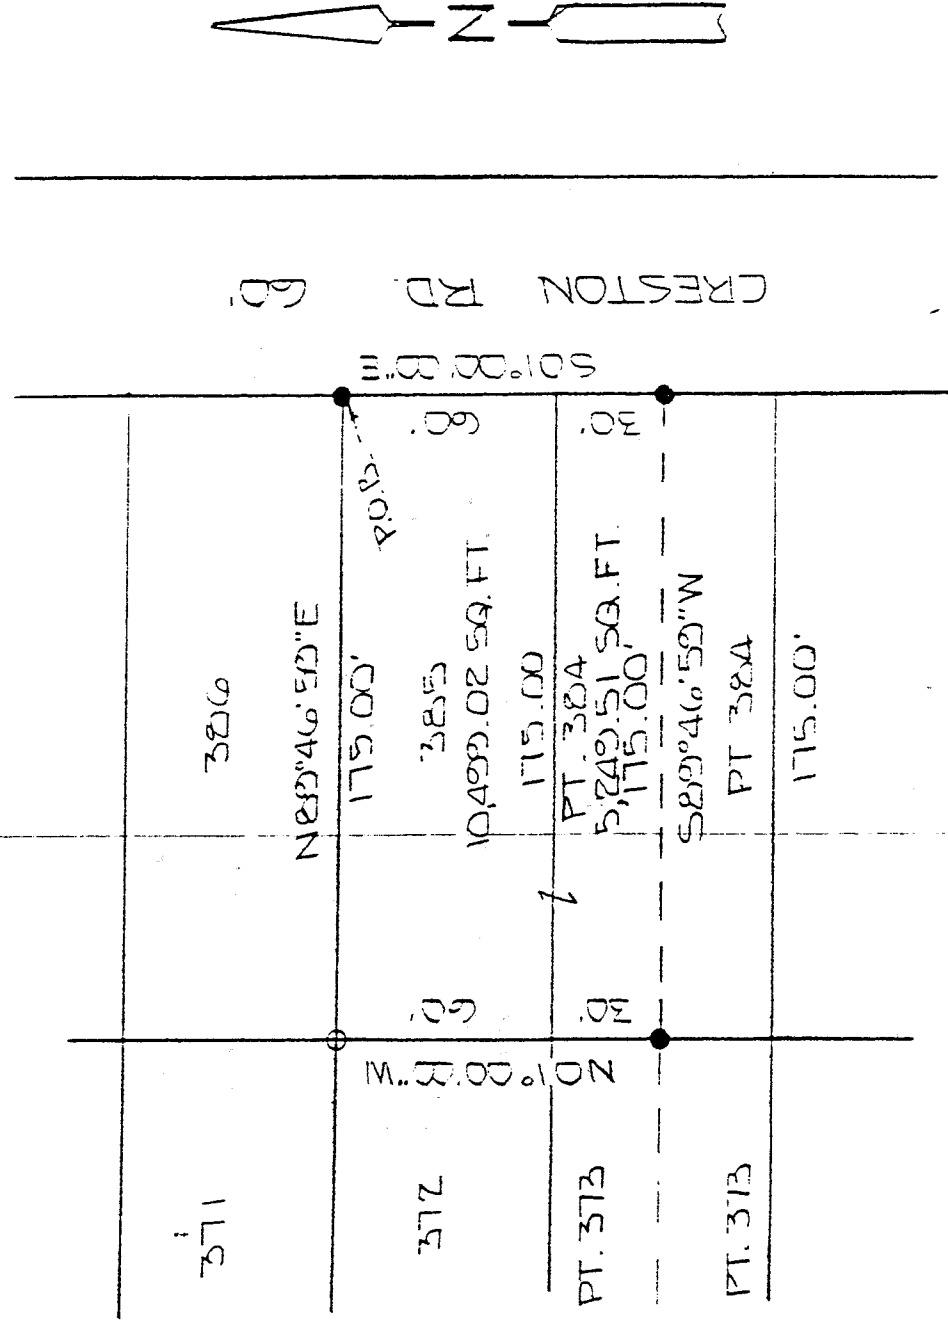 N
CRESTON RD. 60'
S01°00'00"E
60'
30'
P.O.B.
386
N89°46'59"E
175.00'
385
10,499.02 SQ. FT.
175.00
PT. 384
5,249.51 SQ. FT.
175.00'
S89°46'59"W
PT 384
175.00'
60'
30'
N01°00'00"W
371
372
PT. 373
PT. 373